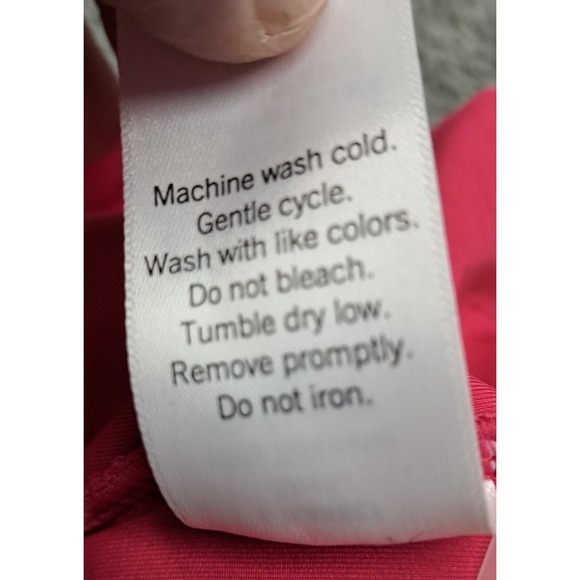 Machine wash cold.
Gentle cycle.
Wash with like colors.
Do not bleach.
Tumble dry low.
Remove promptly.
Do not iron.